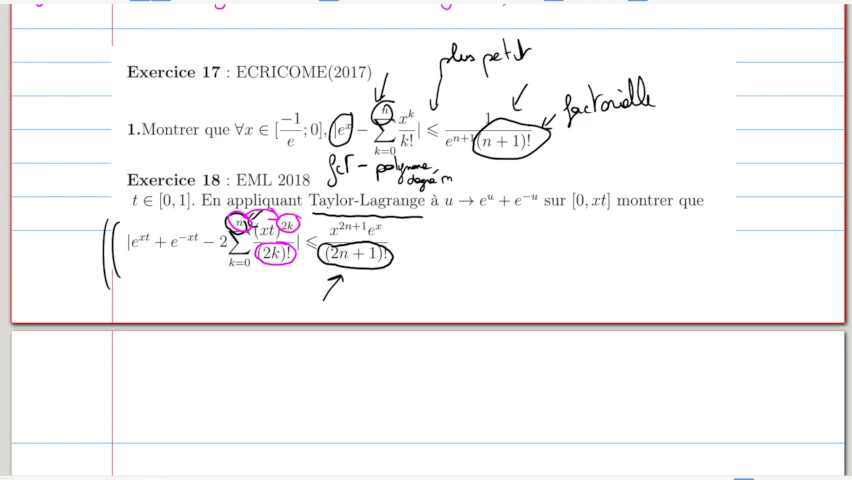 plus petit
Exercice 17 : ECRICOME(2017)
factorielle
1.Montrer que ∀x ∈ [−1/e; 0], |e^x − ∑_{k=0}^{n} x^k/k!| ⩽ 1/(e^{n+1}(n + 1)!)
fct - polynome
degré n
Exercice 18 : EML 2018
t ∈ [0, 1]. En appliquant Taylor-Lagrange à u → e^u + e^{−u} sur [0, xt] montrer que
|e^{xt} + e^{−xt} − 2∑_{k=0}^{n} (xt)^{2k}/(2k)!| ⩽ x^{2n+1}e^x/(2n + 1)!